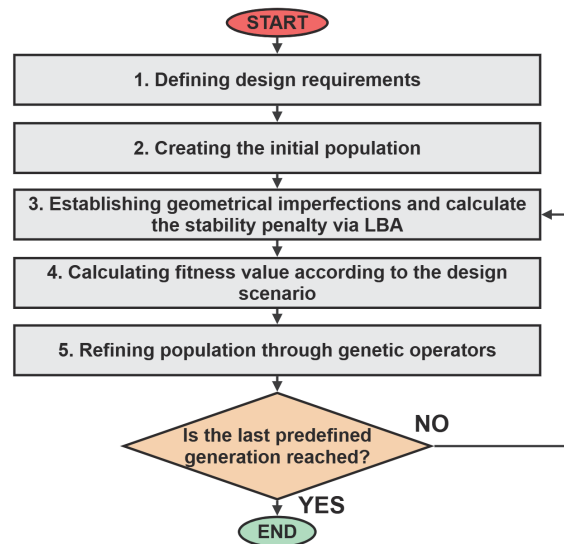 START
1. Defining design requirements
2. Creating the initial population
3. Establishing geometrical imperfections and calculate
the stability penalty via LBA
4. Calculating fitness value according to the design
scenario
5. Refining population through genetic operators
Is the last predefined
generation reached?
NO
YES
END